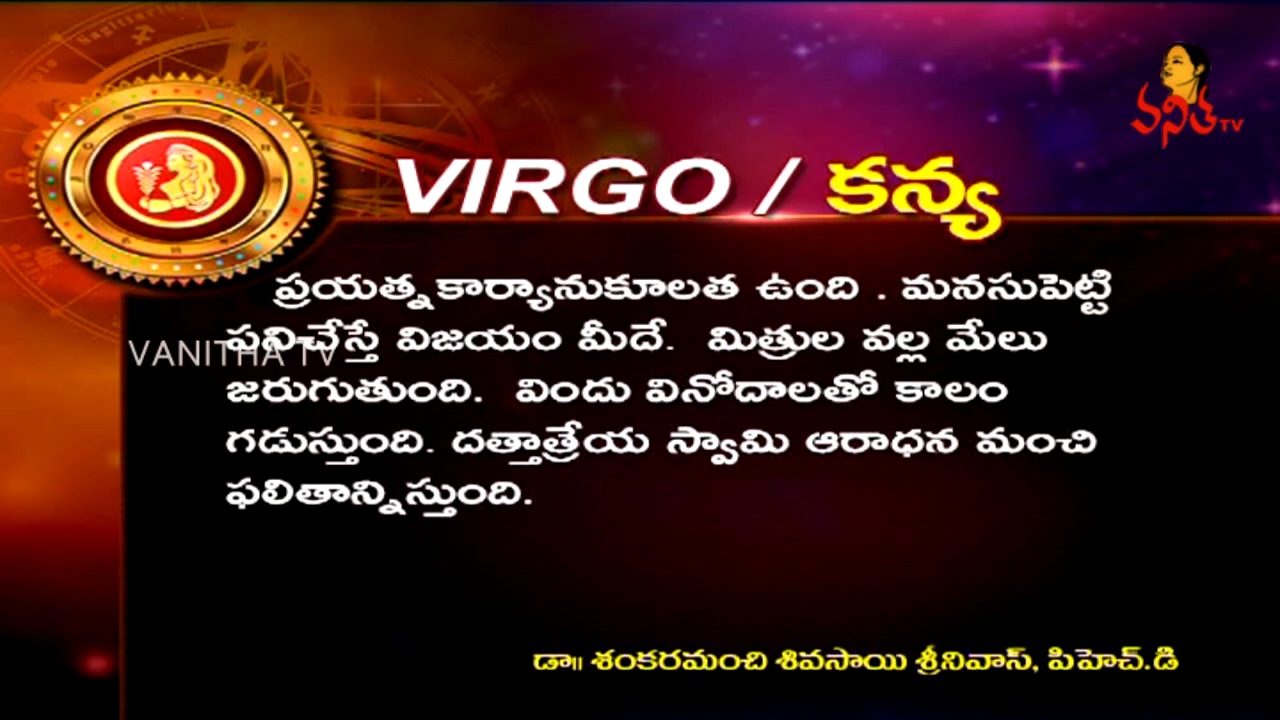 వనిత TV
VIRGO / కన్య
ప్రయత్నకార్యానుకూలత ఉంది . మనసుపెట్టి
పనిచేస్తే విజయం మీదే. మిత్రుల వల్ల మేలు
VANITHA TV
జరుగుతుంది. విందు వినోదాలతో కాలం
గడుస్తుంది. దత్తాత్రేయ స్వామి ఆరాధన మంచి
ఫలితాన్నిస్తుంది.
డా॥ శంకరమంచి శివసాయి శ్రీనివాస్, పిహెచ్.డి